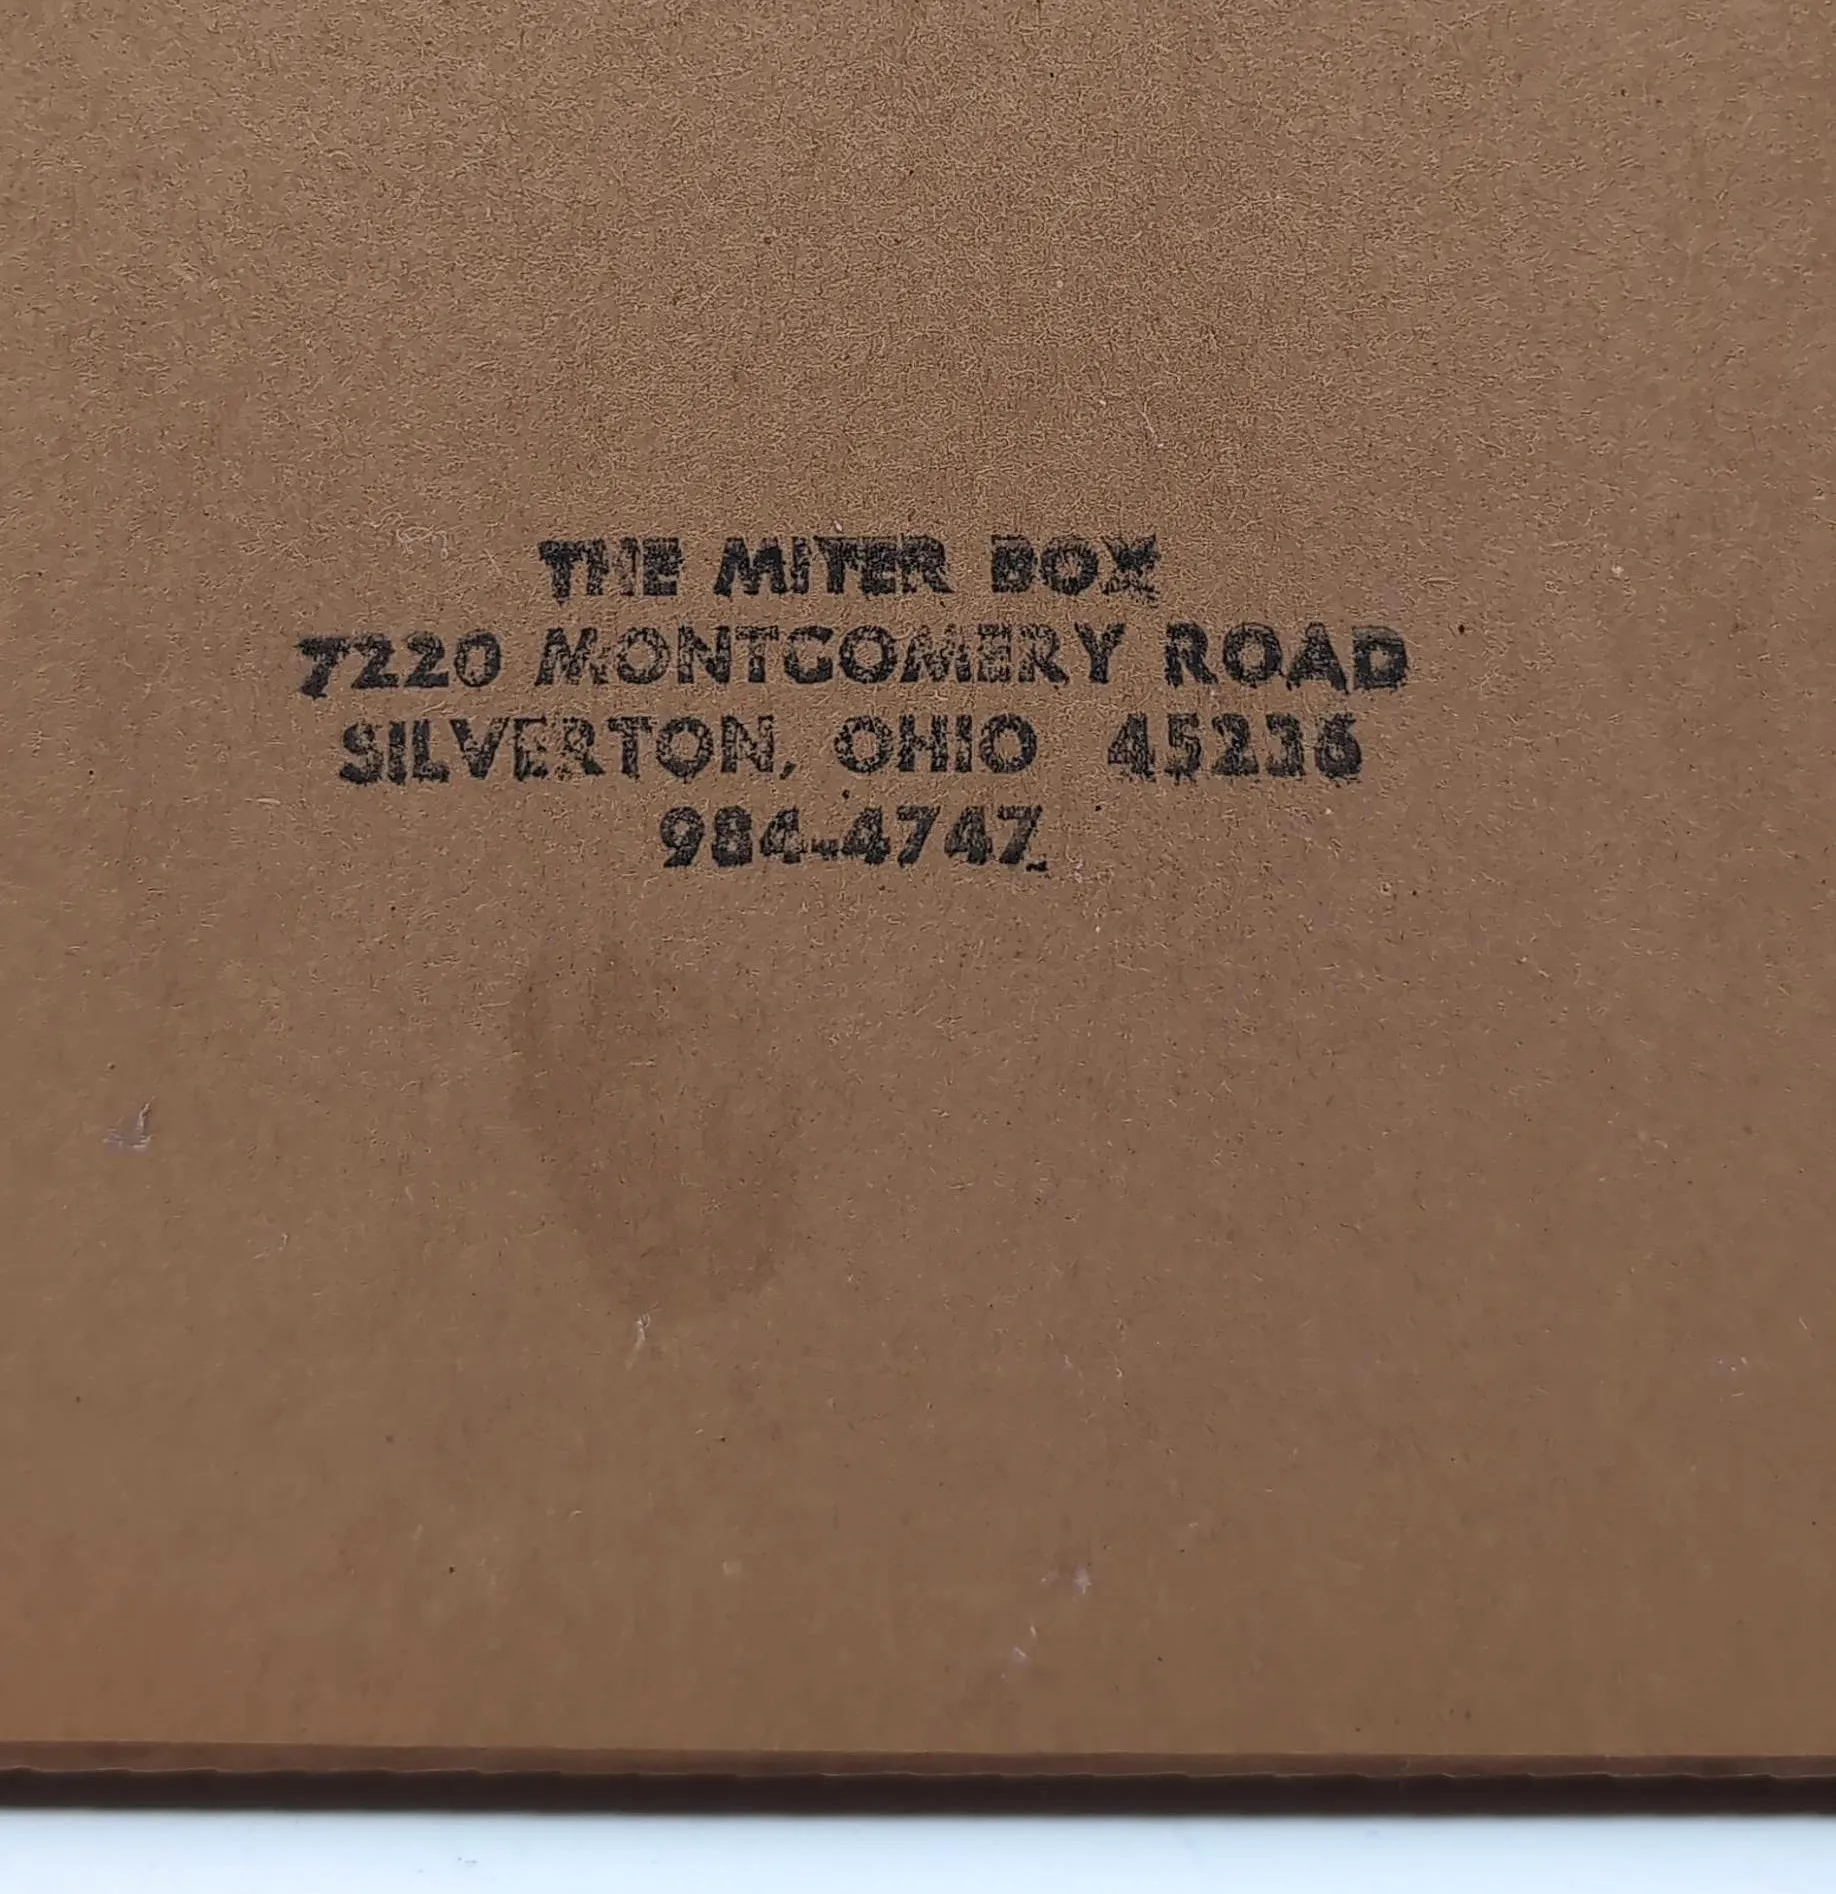 THE MITER BOX
7220 MONTGOMERY ROAD
SILVERTON, OHIO 45236
984-4747